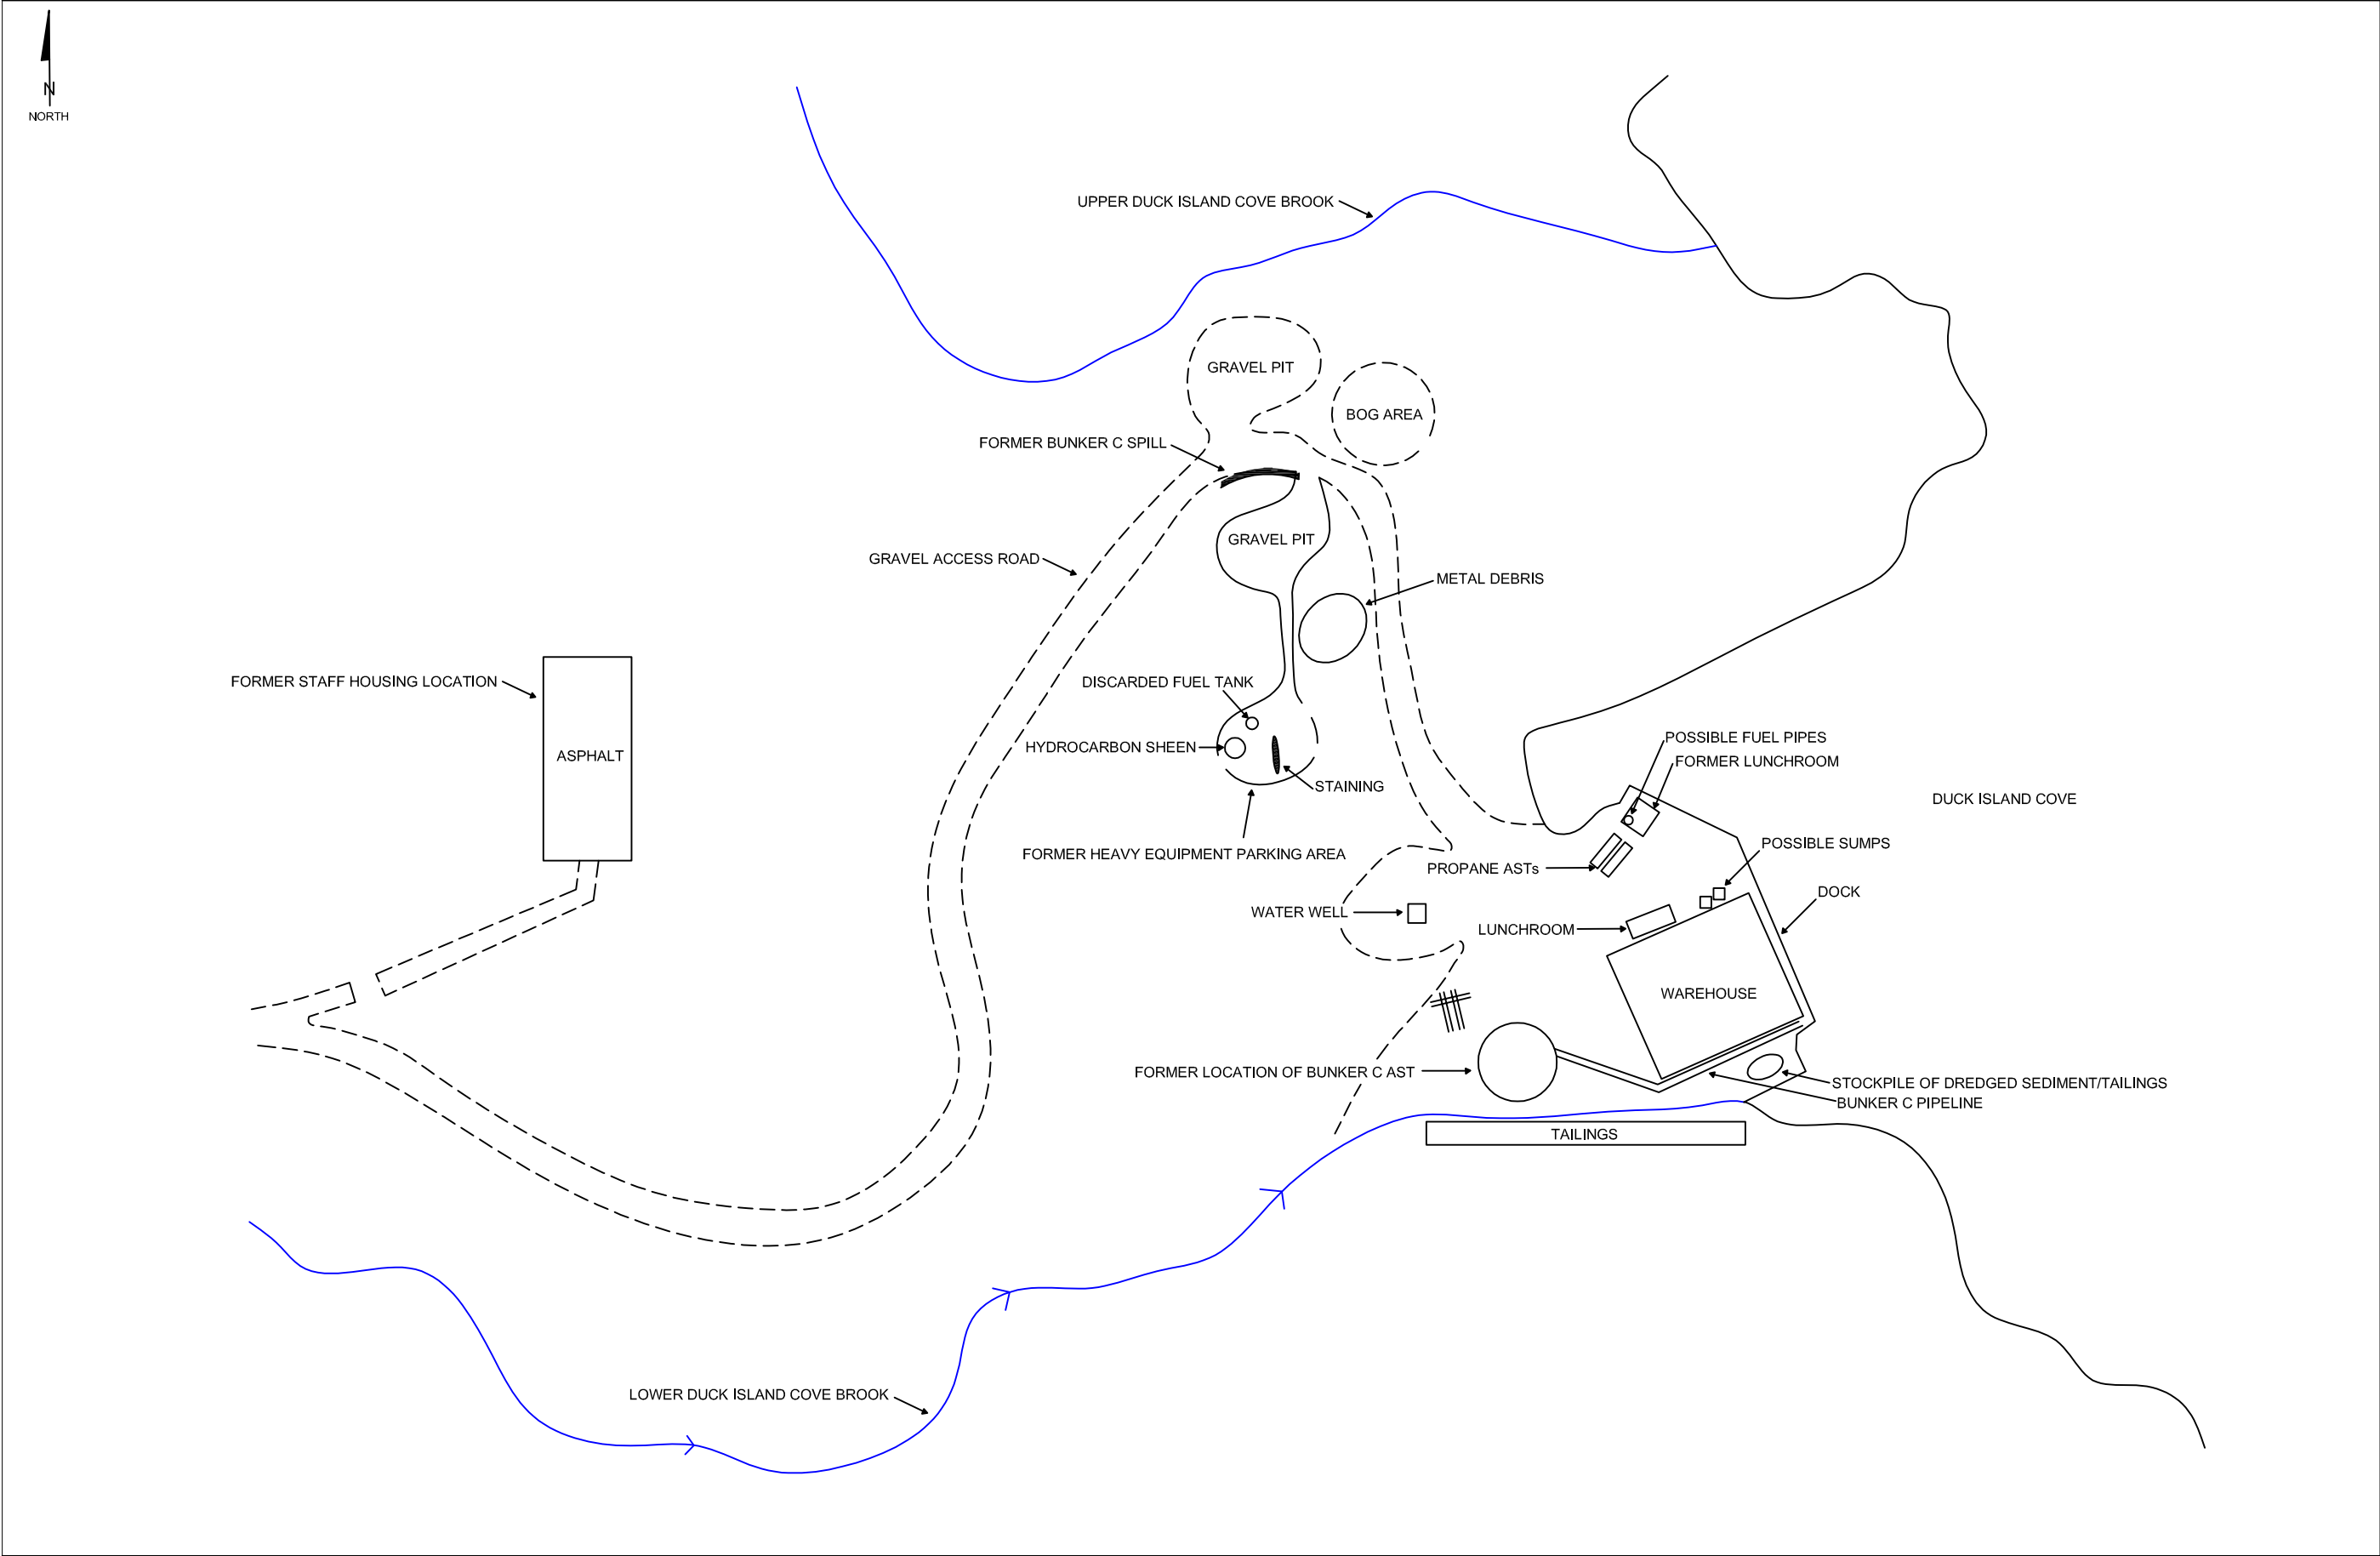 N
NORTH
UPPER DUCK ISLAND COVE BROOK
GRAVEL PIT
BOG AREA
FORMER BUNKER C SPILL
GRAVEL PIT
GRAVEL ACCESS ROAD
METAL DEBRIS
FORMER STAFF HOUSING LOCATION
DISCARDED FUEL TANK
HYDROCARBON SHEEN
POSSIBLE FUEL PIPES
ASPHALT
FORMER LUNCHROOM
STAINING
DUCK ISLAND COVE
POSSIBLE SUMPS
FORMER HEAVY EQUIPMENT PARKING AREA
PROPANE ASTs
DOCK
WATER WELL
LUNCHROOM
WAREHOUSE
FORMER LOCATION OF BUNKER C AST
STOCKPILE OF DREDGED SEDIMENT/TAILINGS
BUNKER C PIPELINE
TAILINGS
LOWER DUCK ISLAND COVE BROOK